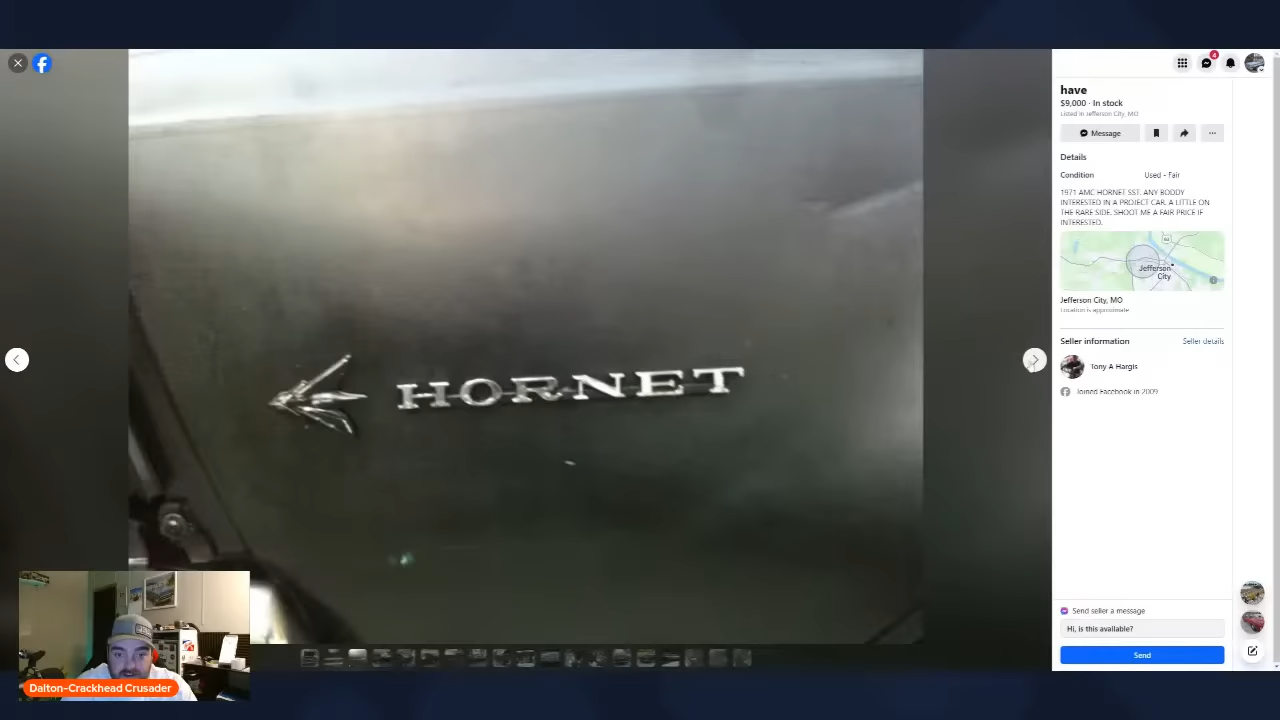 4
have
$9,000 · In stock
Listed in Jefferson City, MO
Message
Details
Condition Used - Fair
1971 AMC HORNET SST. ANY BODDY
INTERESTED IN A PROJECT CAR. A LITTLE ON
THE RARE SIDE. SHOOT ME A FAIR PRICE IF
INTERESTED.
Jefferson
City
Jefferson City, MO
Location is approximate
Seller information Seller details
HORNET
Tony A Hargis
Joined Facebook in 2009
Send seller a message
Hi, is this available?
Send
Dalton-Crackhead Crusader